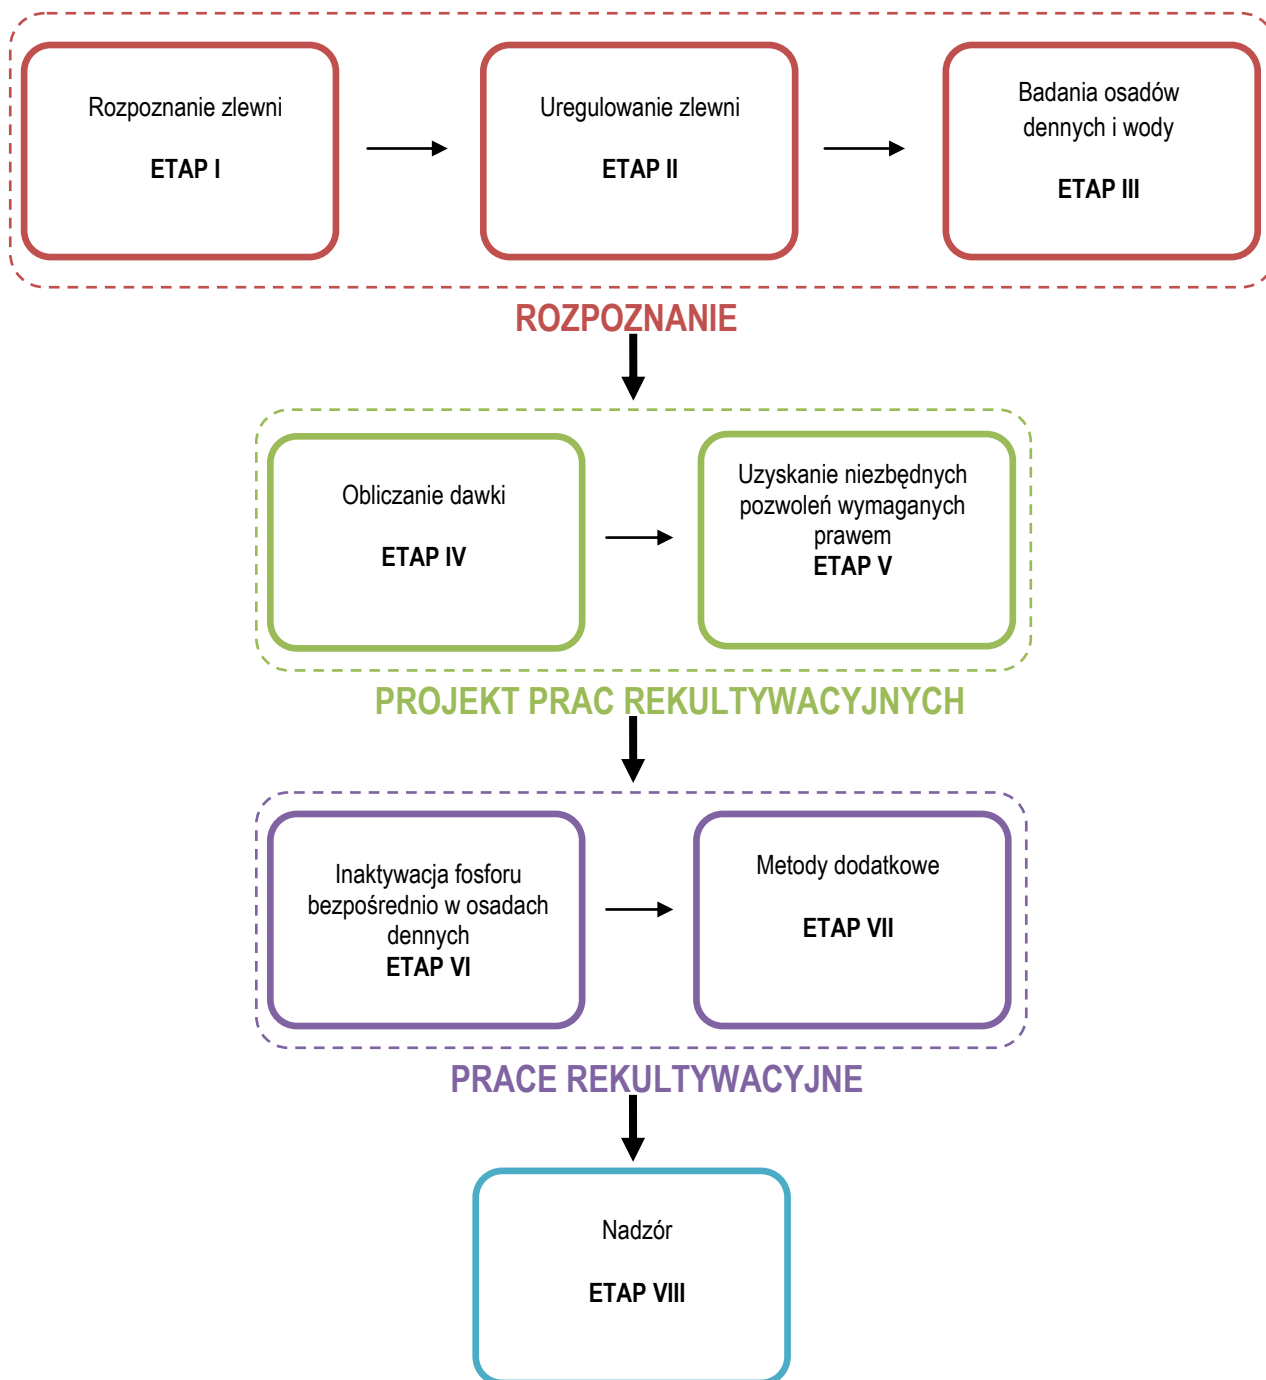 Rozpoznanie zlewni
ETAP I
Uregulowanie zlewni
ETAP II
Badania osadów
dennych i wody
ETAP III
ROZPOZNANIE
Obliczanie dawki
ETAP IV
Uzyskanie niezbędnych
pozwoleń wymaganych
prawem
ETAP V
PROJEKT PRAC REKULTYWACYJNYCH
Inaktywacja fosforu
bezpośrednio w osadach
dennych
ETAP VI
Metody dodatkowe
ETAP VII
PRACE REKULTYWACYJNE
Nadzór
ETAP VIII